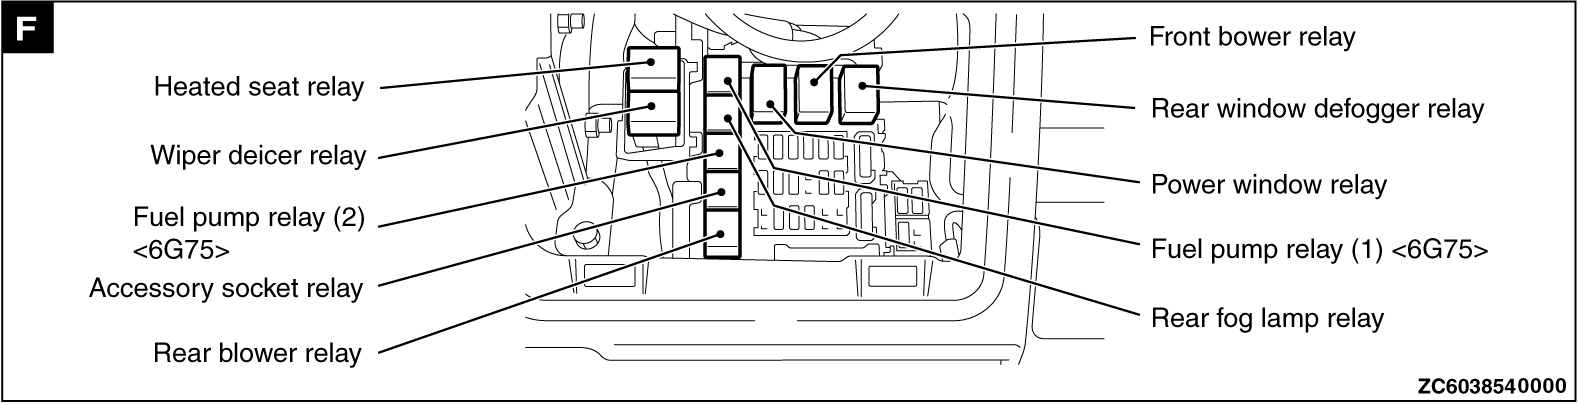 F
Heated seat relay
Wiper deicer relay
Fuel pump relay (2)
<6G75>
Accessory socket relay
Rear blower relay
Front bower relay
Rear window defogger relay
Power window relay
Fuel pump relay (1) <6G75>
Rear fog lamp relay
ZC6038540000